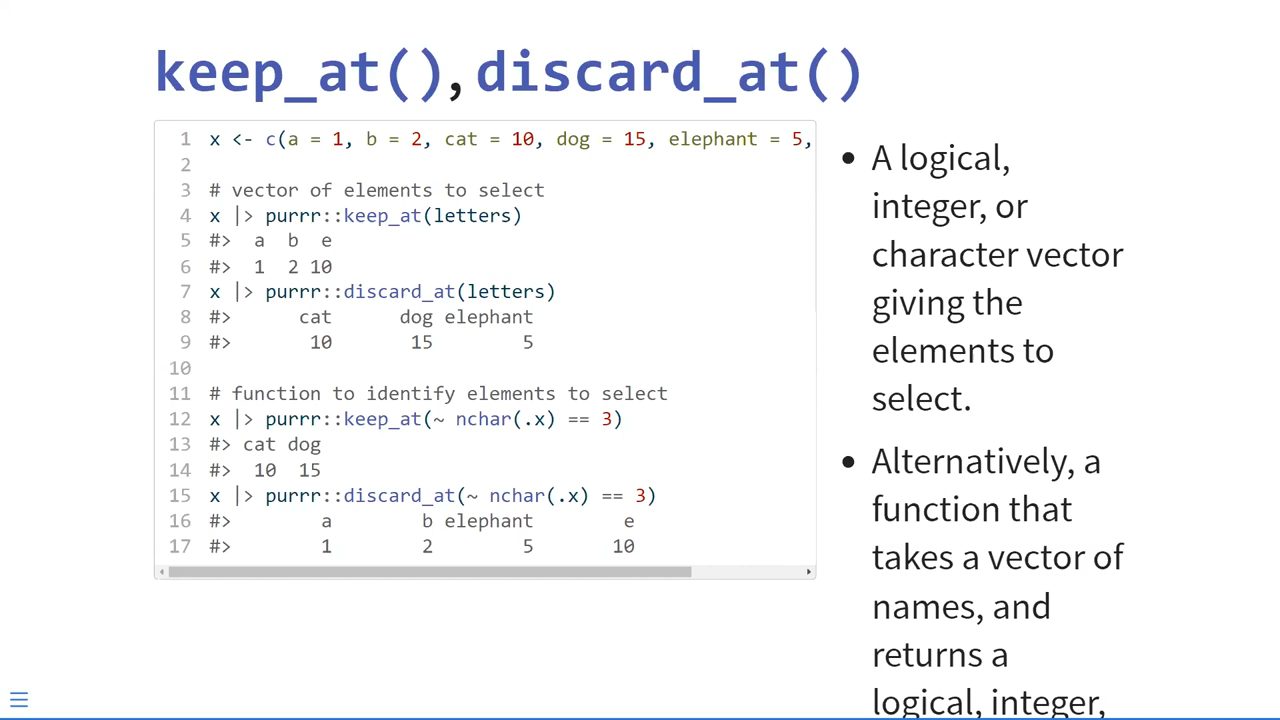 keep_at(), discard_at()
1 x <- c(a = 1, b = 2, cat = 10, dog = 15, elephant = 5,
2
3 # vector of elements to select
4 x |> purrr::keep_at(letters)
5 #>  a  b  e
6 #>  1  2 10
7 x |> purrr::discard_at(letters)
8 #>      cat      dog elephant
9 #>       10       15        5
10
11 # function to identify elements to select
12 x |> purrr::keep_at(~ nchar(.x) == 3)
13 #> cat dog
14 #>  10  15
15 x |> purrr::discard_at(~ nchar(.x) == 3)
16 #>        a        b elephant        e
17 #>        1        2        5       10
• A logical,
integer, or
character vector
giving the
elements to
select.
• Alternatively, a
function that
takes a vector of
names, and
returns a
logical, integer,